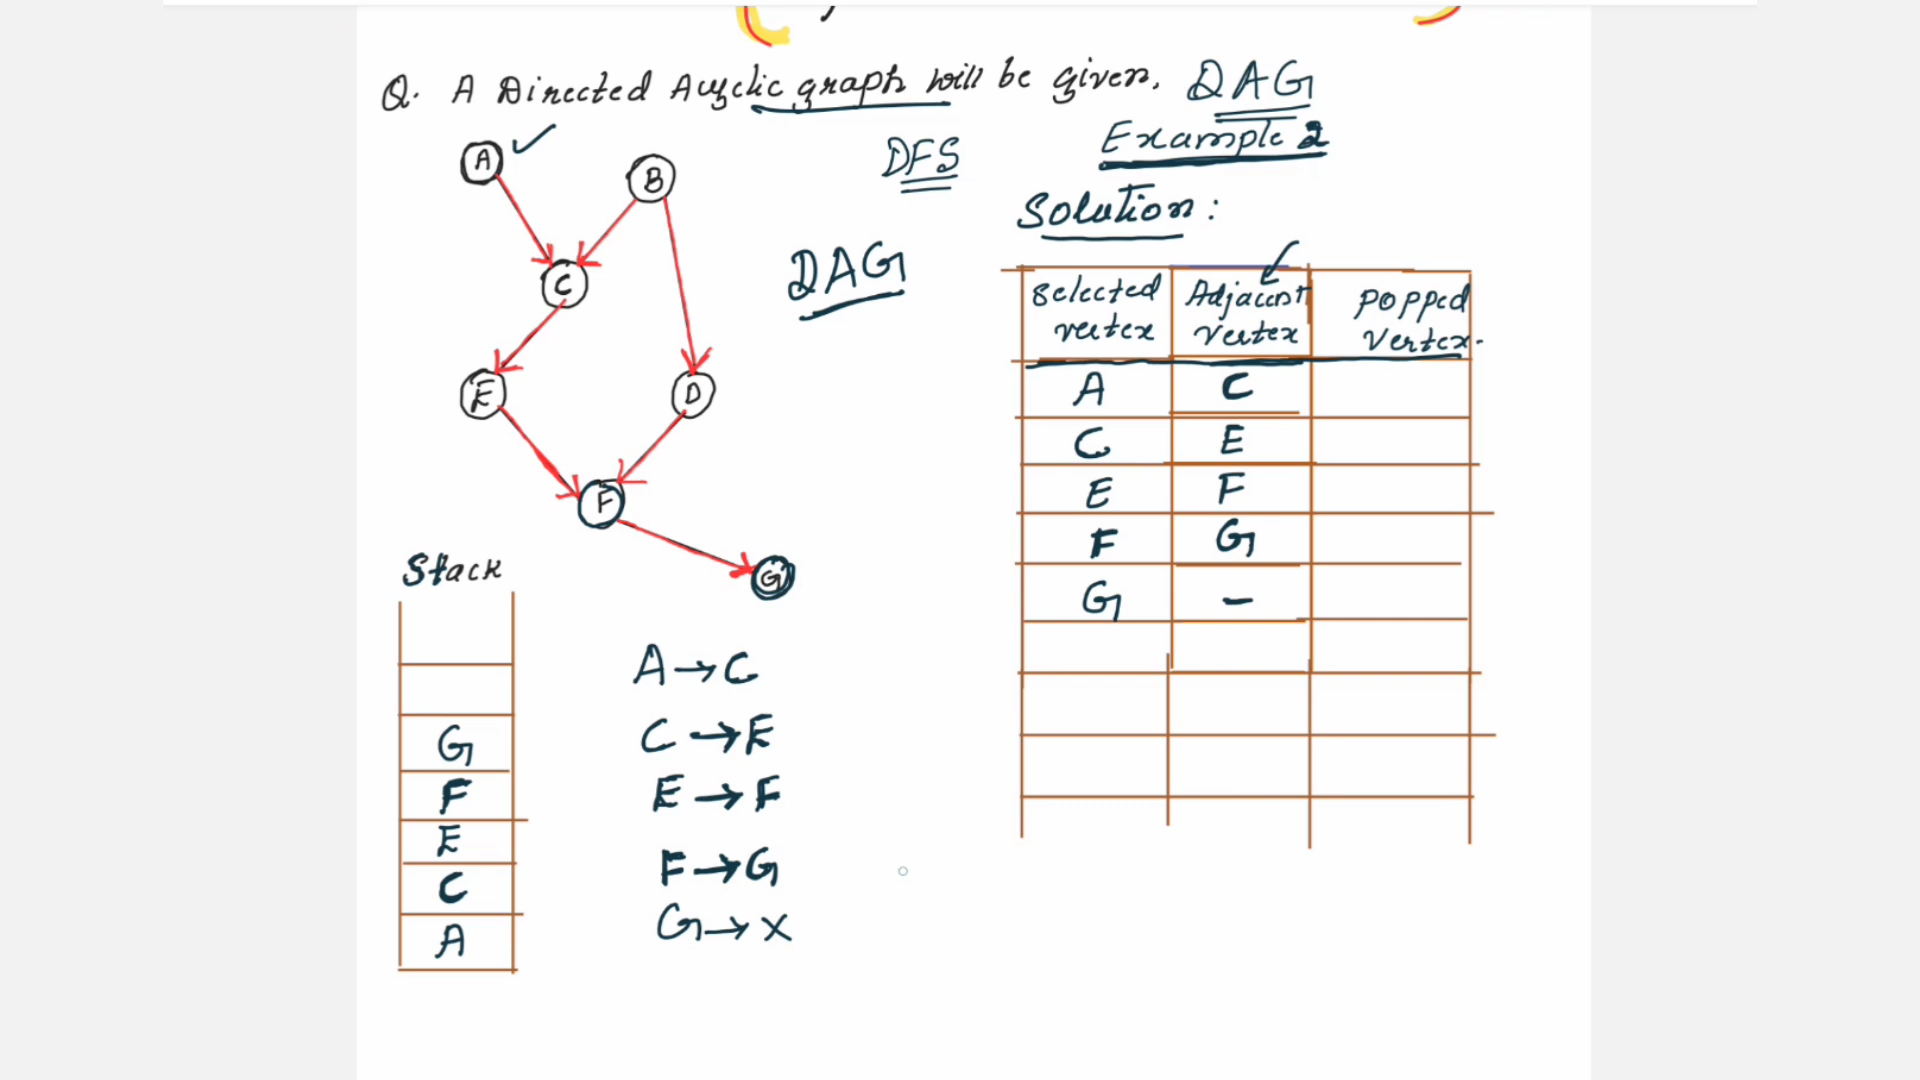 Q. A Directed Acyclic graph will be given. DAG
Example 2
DFS
Solution:
A
B
DAG
C
E
D
F
G
Selected vertex | Adjacent vertex | Popped Vertex.
A | C
C | E
E | F
F | G
G | -
Stack
G
F
E
C
A
A→C
C→E
E→F
F→G
G→X